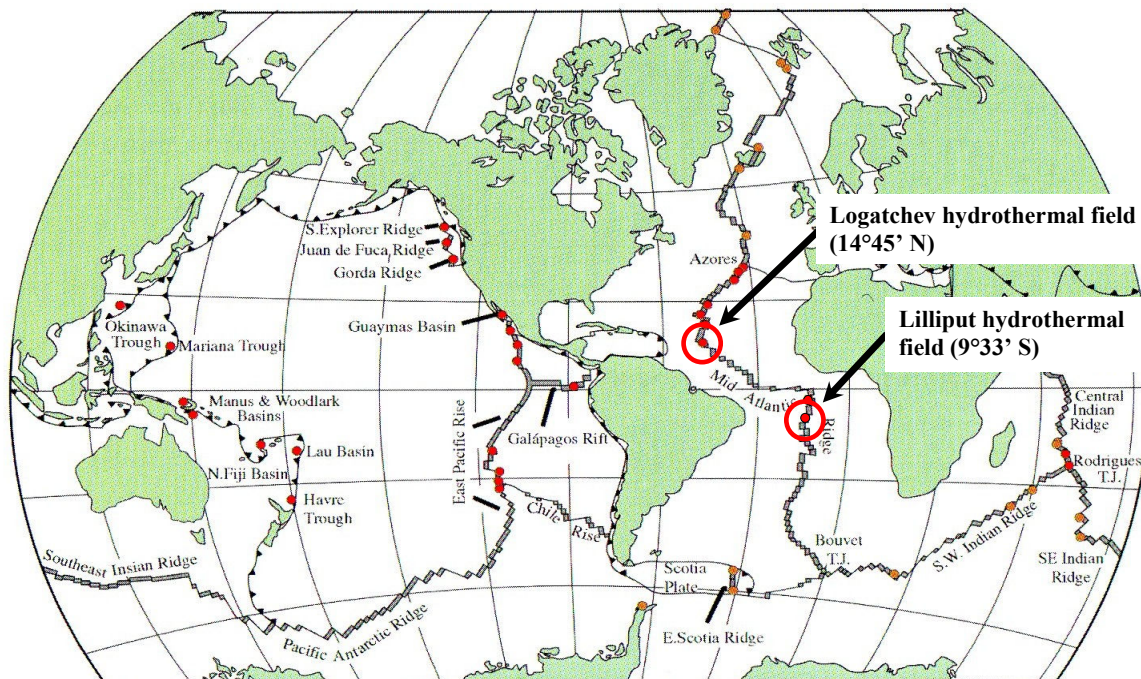 Logatchev hydrothermal field
(14°45’ N)
Lilliput hydrothermal
field (9°33’ S)
S.Explorer Ridge
Juan de Fuca, Ridge
Gorda Ridge
Azores
Guaymas Basin
Okinawa
Trough
Mariana Trough
Mid Atlantic
Ridge
Manus & Woodlark
Basins
Galápagos Rift
East Pacific Rise
Central
Indian
Ridge
Lau Basin
N.Fiji Basin
Rodrigues
T.J.
Havre
Trough
Chile Rise
Southeast Insian Ridge
Bouvet
T.J.
S.W. Indian Ridge
SE Indian
Ridge
Scotia
Plate
E.Scotia Ridge
Pacific Antarctic Ridge